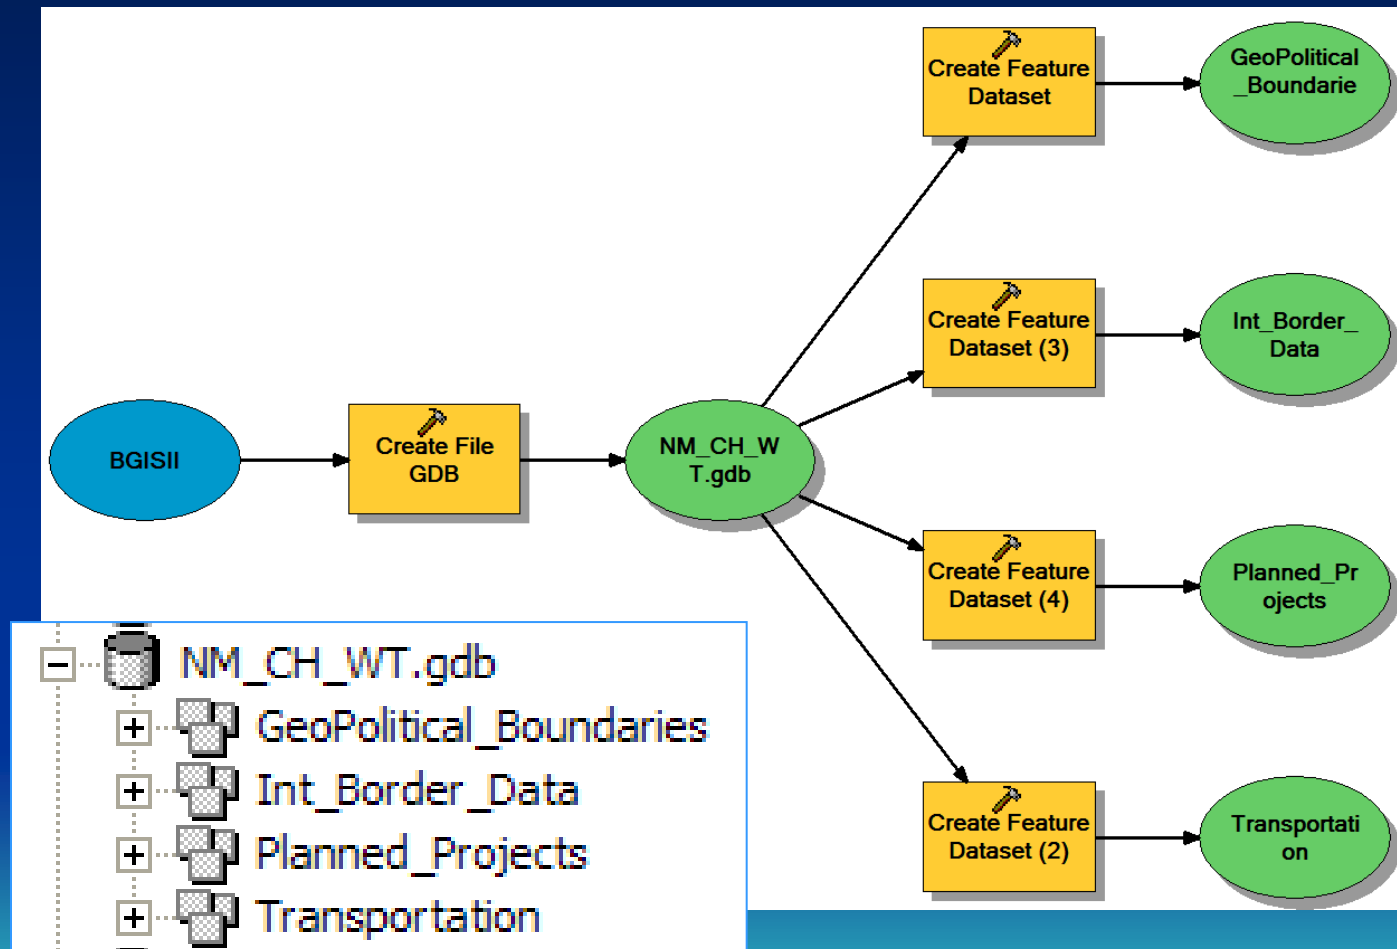 Create Feature
Dataset
GeoPolitical
_Boundarie
Create Feature
Dataset (3)
Int_Border_
Data
BGISII
Create File
GDB
NM_CH_W
T.gdb
Create Feature
Dataset (4)
Planned_Pr
ojects
Create Feature
Dataset (2)
Transportati
on
NM_CH_WT.gdb
GeoPolitical_Boundaries
Int_Border_Data
Planned_Projects
Transportation